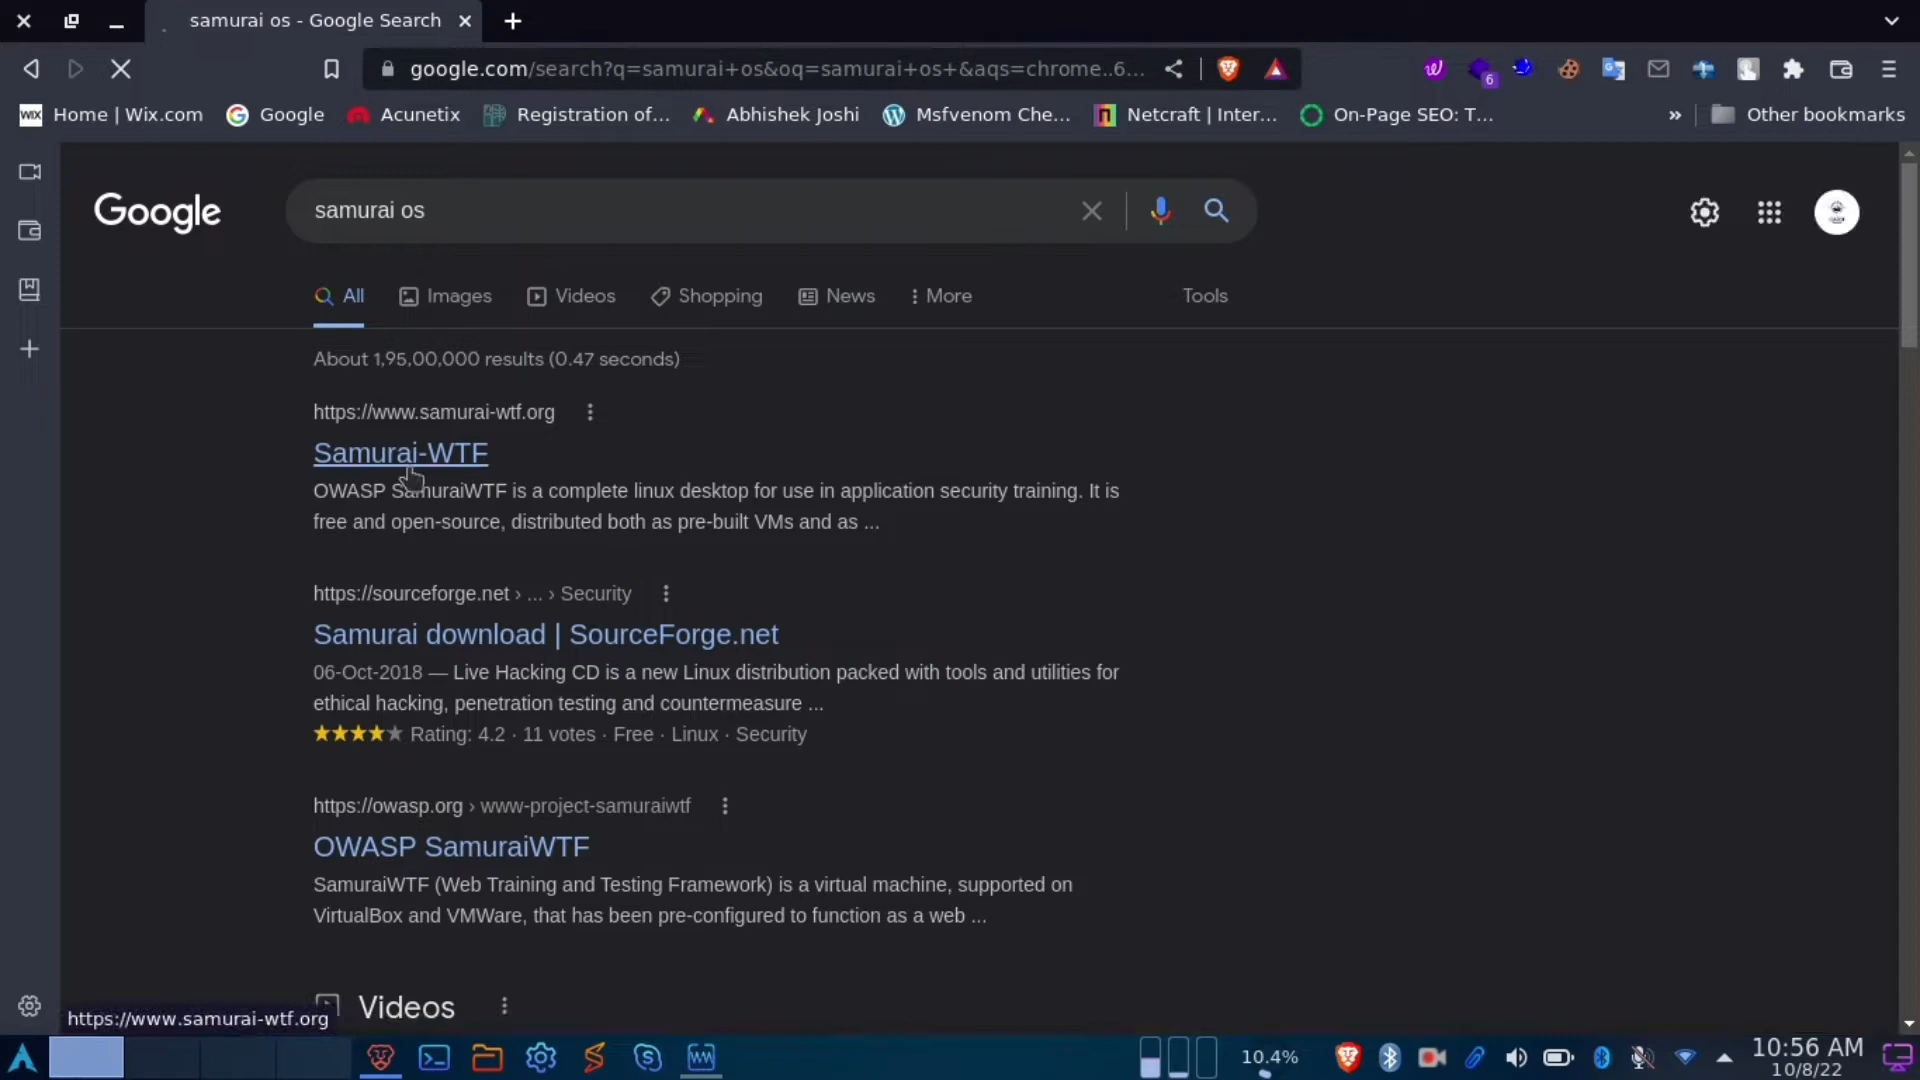 samurai os - Google Search
google.com/search?q=samurai+os&oq=samurai+os+&aqs=chrome..6...
6
WiX Home | Wix.com
Google
Acunetix
Registration of...
Abhishek Joshi
Msfvenom Che...
n Netcraft | Inter...
On-Page SEO: T...
»
Other bookmarks
Google
samurai os
All
Images
Videos
Shopping
News
More
Tools
About 1,95,00,000 results (0.47 seconds)
https://www.samurai-wtf.org
Samurai-WTF
OWASP SamuraiWTF is a complete linux desktop for use in application security training. It is
free and open-source, distributed both as pre-built VMs and as ...
https://sourceforge.net › ... › Security
Samurai download | SourceForge.net
06-Oct-2018 — Live Hacking CD is a new Linux distribution packed with tools and utilities for
ethical hacking, penetration testing and countermeasure ...
Rating: 4.2 · 11 votes · Free · Linux · Security
https://owasp.org › www-project-samuraiwtf
OWASP SamuraiWTF
SamuraiWTF (Web Training and Testing Framework) is a virtual machine, supported on
VirtualBox and VMWare, that has been pre-configured to function as a web ...
Videos
https://www.samurai-wtf.org
10.4%
10:56 AM
10/8/22